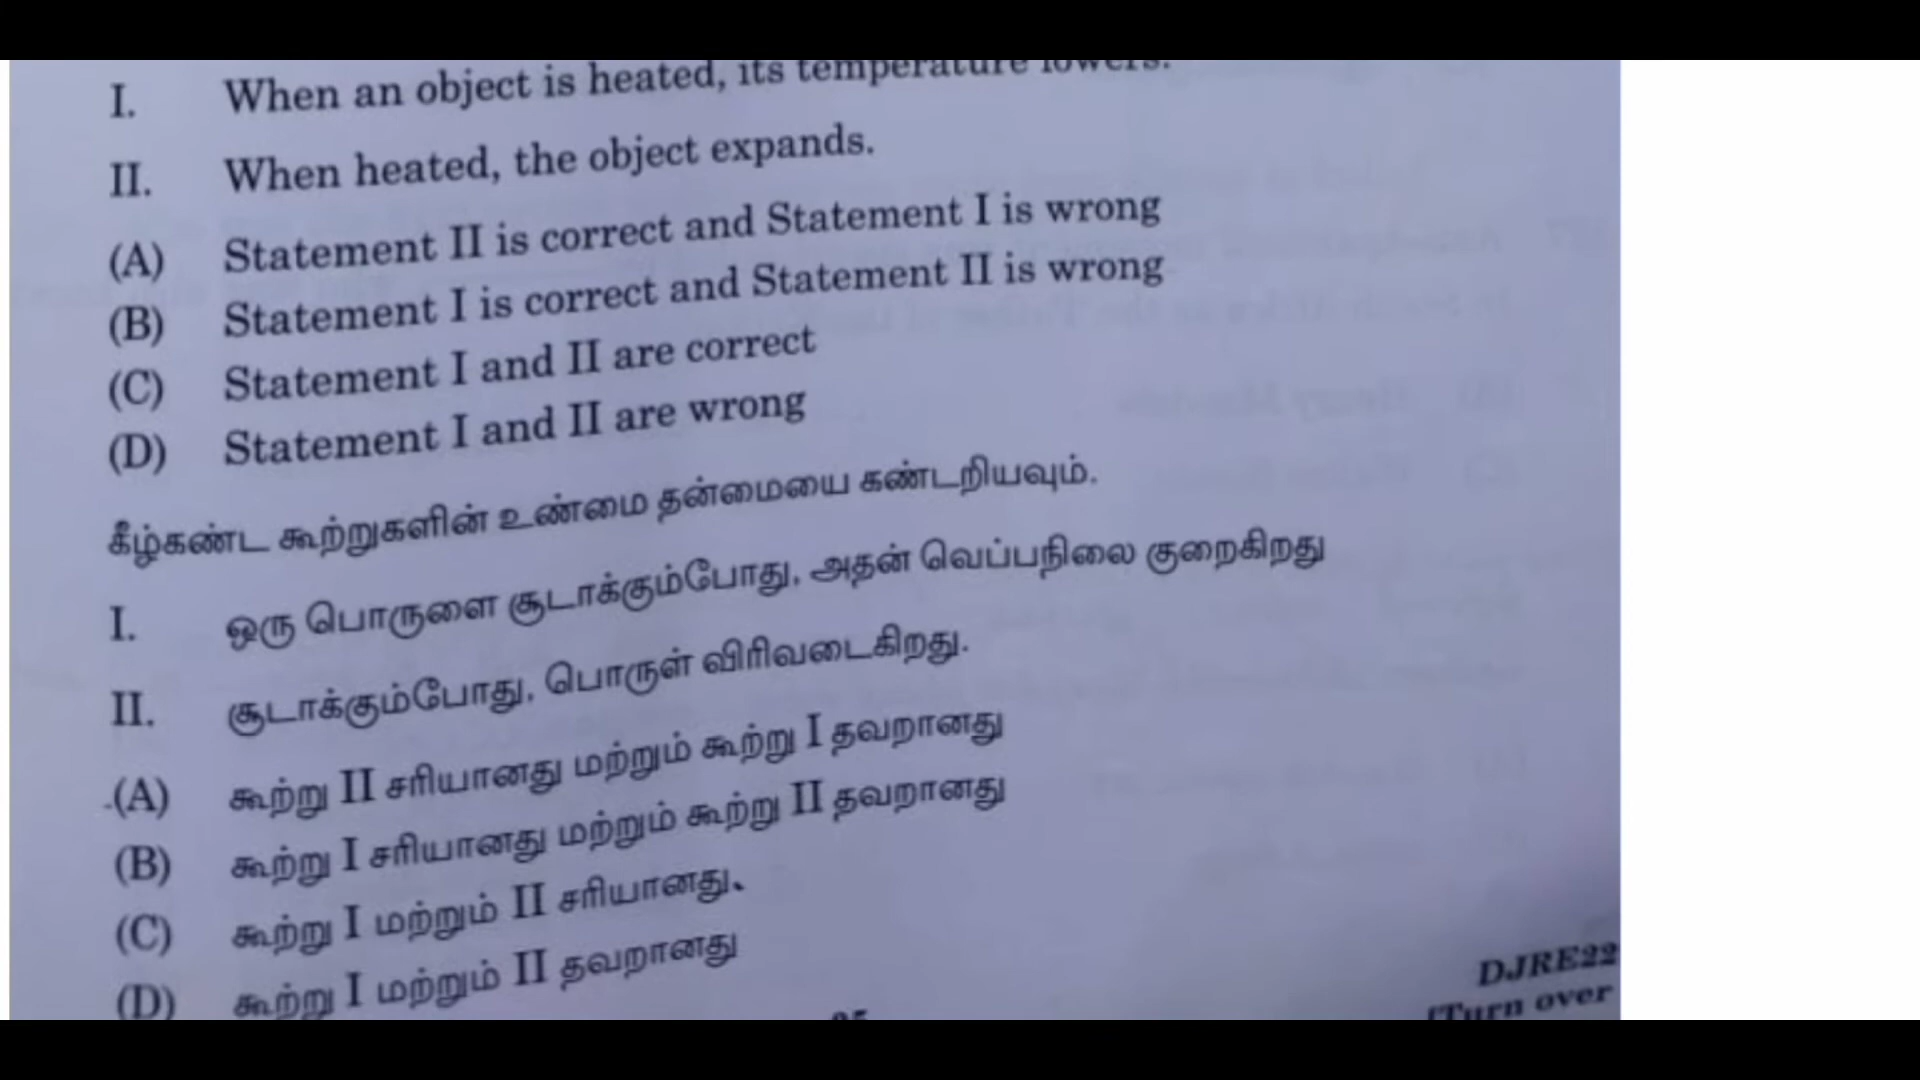 I. When an object is heated, its temperature lowers.
II. When heated, the object expands.
(A) Statement II is correct and Statement I is wrong
(B) Statement I is correct and Statement II is wrong
(C) Statement I and II are correct
(D) Statement I and II are wrong
கீழ்கண்ட கூற்றுகளின் உண்மை தன்மையை கண்டறியவும்.
I. ஒரு பொருளை சூடாக்கும்போது, அதன் வெப்பநிலை குறைகிறது
II. சூடாக்கும்போது, பொருள் விரிவடைகிறது.
(A) கூற்று II சரியானது மற்றும் கூற்று I தவறானது
(B) கூற்று I சரியானது மற்றும் கூற்று II தவறானது
(C) கூற்று I மற்றும் II சரியானது.
(D) கூற்று I மற்றும் II தவறானது
DJRE22
[Turn over